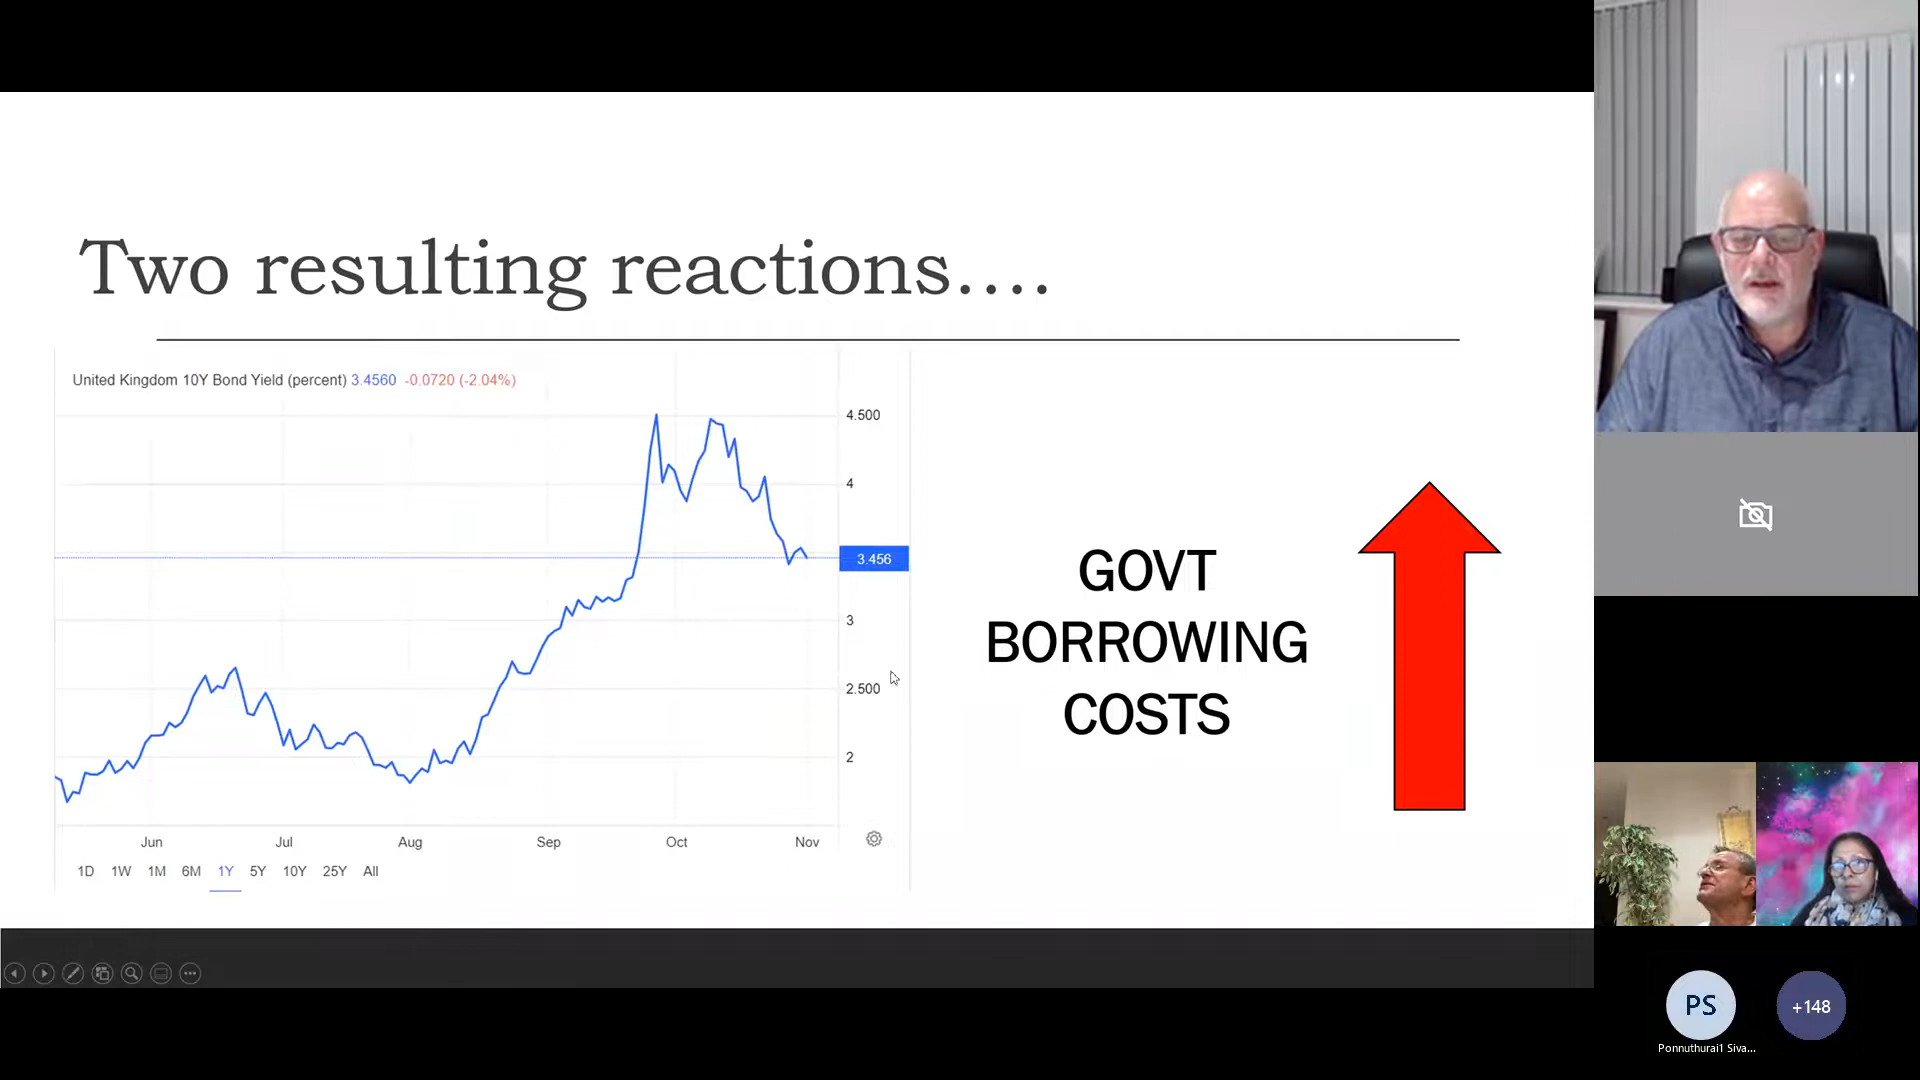 Two resulting reactions....
United Kingdom 10Y Bond Yield (percent) 3.4560 -0.0720 (-2.04%)
4.500
4
3.456
3
2.500
2
Jun Jul Aug Sep Oct Nov
1D 1W 1M 6M 1Y 5Y 10Y 25Y All
GOVT
BORROWING
COSTS
PS
+148
Ponnuthurai1 Siva...